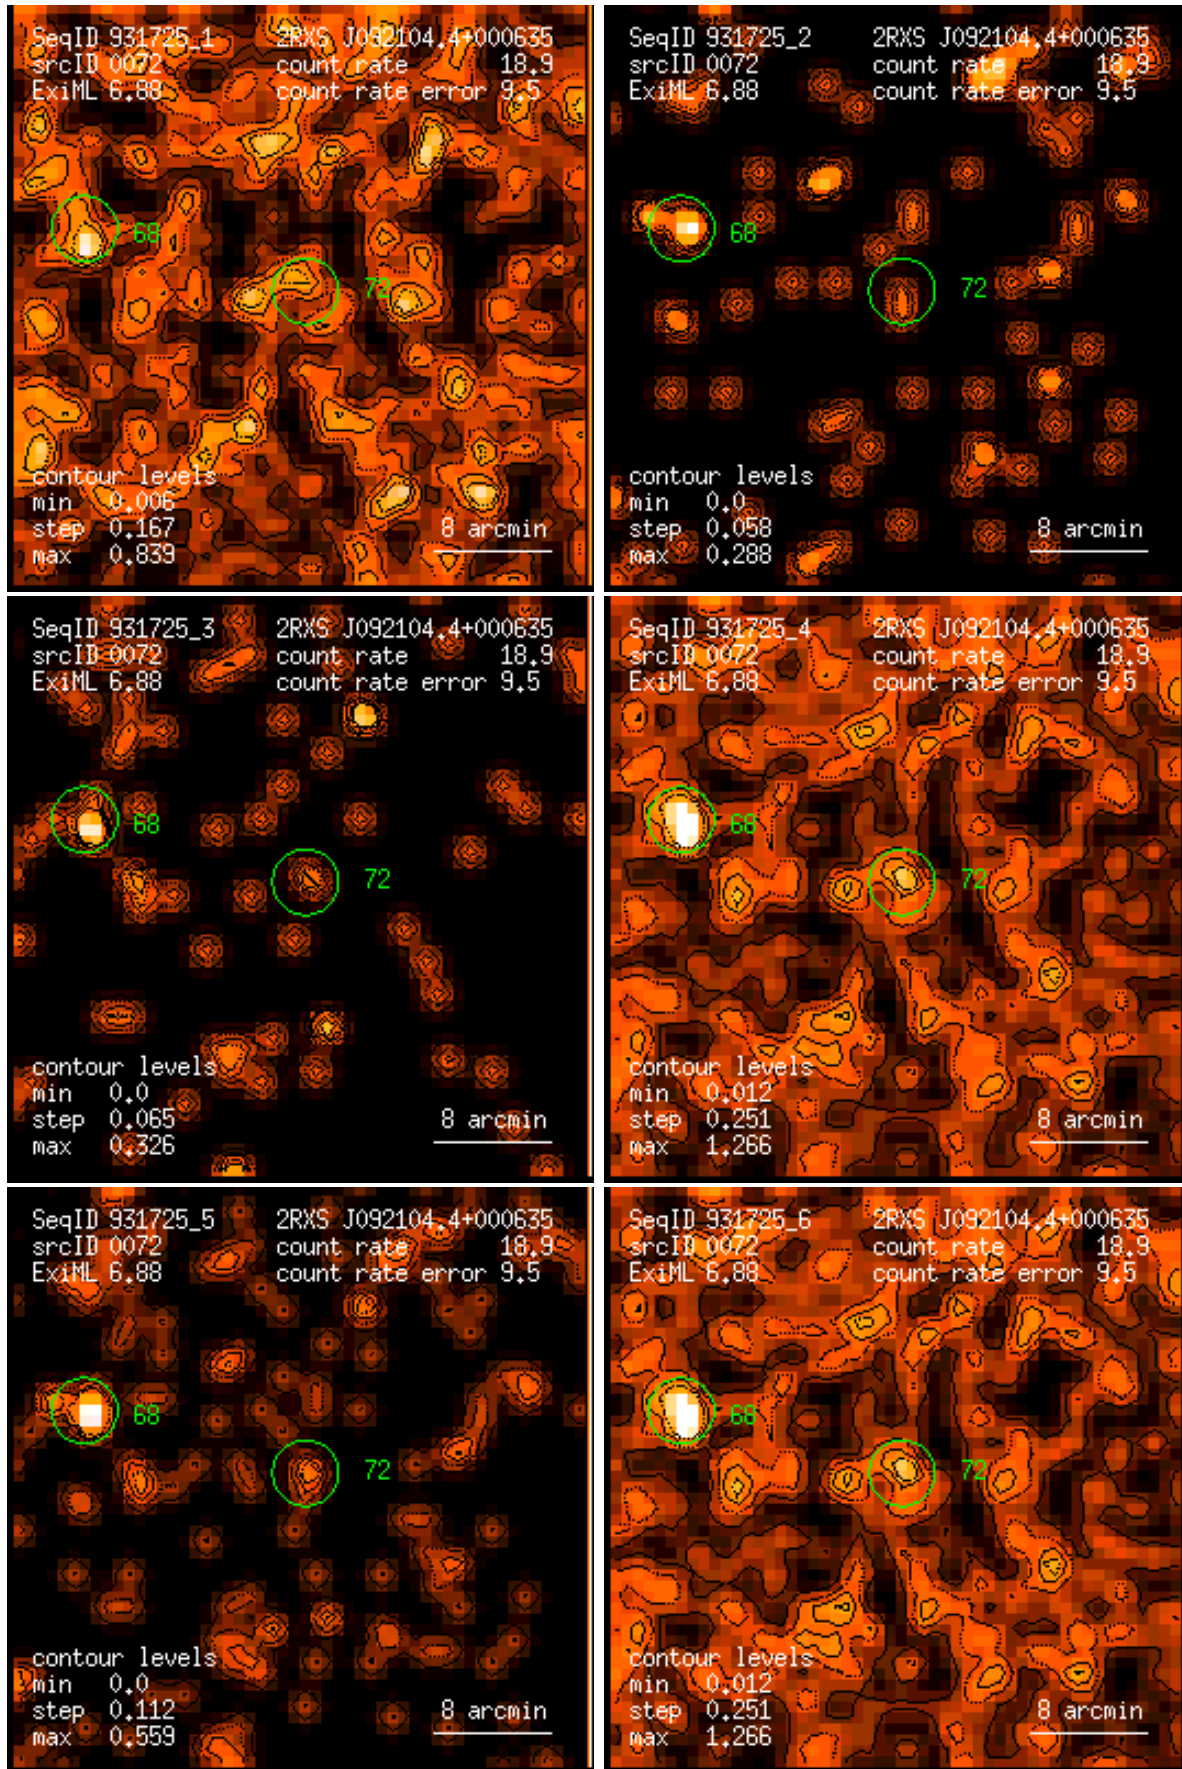 SeqID 931725_1 2RXS J092104.4+000635
srcID 0072 count rate 18.9
ExiML 6.88 count rate error 9.5
68
72
contour levels
min 0.006
step 0.167 8 arcmin
max 0.839
SeqID 931725_2 2RXS J092104.4+000635
srcID 0072 count rate 18.9
ExiML 6.88 count rate error 9.5
68
72
contour levels
min 0.0
step 0.058 8 arcmin
max 0.288
SeqID 931725_3 2RXS J092104.4+000635
srcID 0072 count rate 18.9
ExiML 6.88 count rate error 9.5
68
72
contour levels
min 0.0
step 0.065 8 arcmin
max 0.326
SeqID 931725_4 2RXS J092104.4+000635
srcID 0072 count rate 18.9
ExiML 6.88 count rate error 9.5
68
72
contour levels
min 0.012
step 0.251 8 arcmin
max 1.266
SeqID 931725_5 2RXS J092104.4+000635
srcID 0072 count rate 18.9
ExiML 6.88 count rate error 9.5
68
72
contour levels
min 0.0
step 0.112 8 arcmin
max 0.559
SeqID 931725_6 2RXS J092104.4+000635
srcID 0072 count rate 18.9
ExiML 6.88 count rate error 9.5
68
72
contour levels
min 0.012
step 0.251 8 arcmin
max 1.266